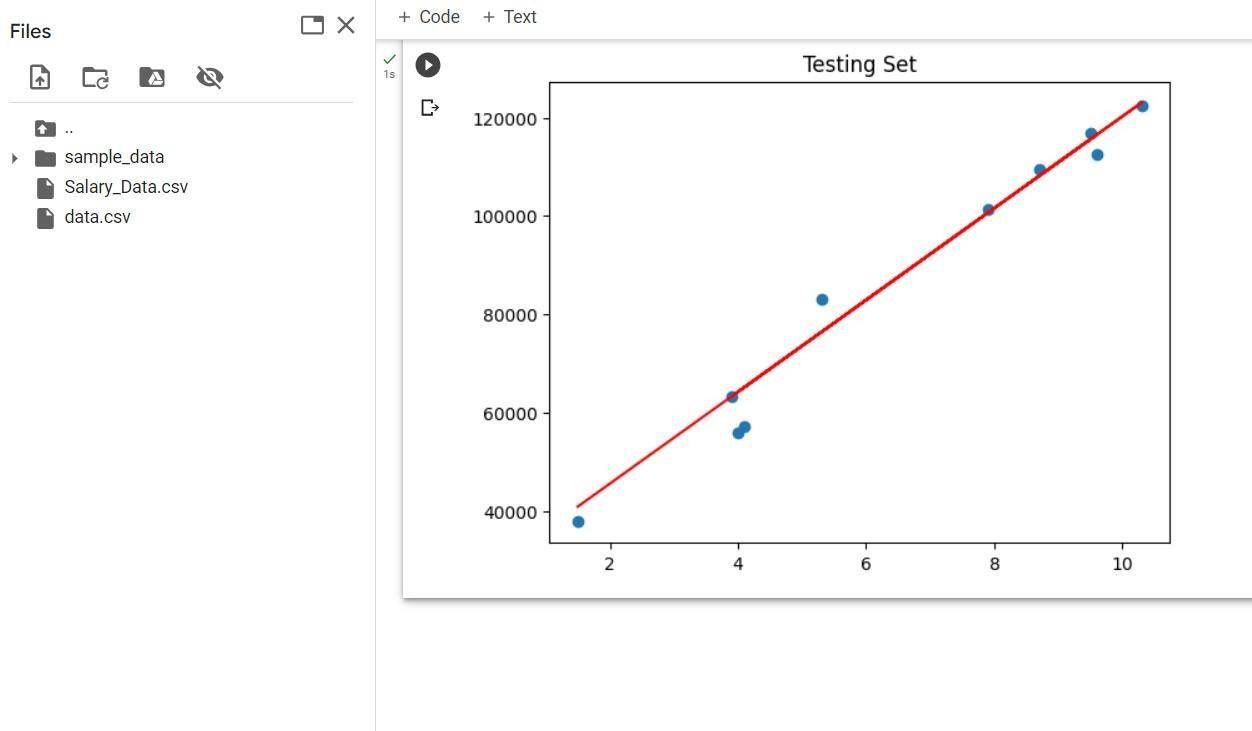 Files
..
sample_data
Salary_Data.csv
data.csv
+ Code + Text
1s
Testing Set
120000
100000
80000
60000
40000
2 4 6 8 10